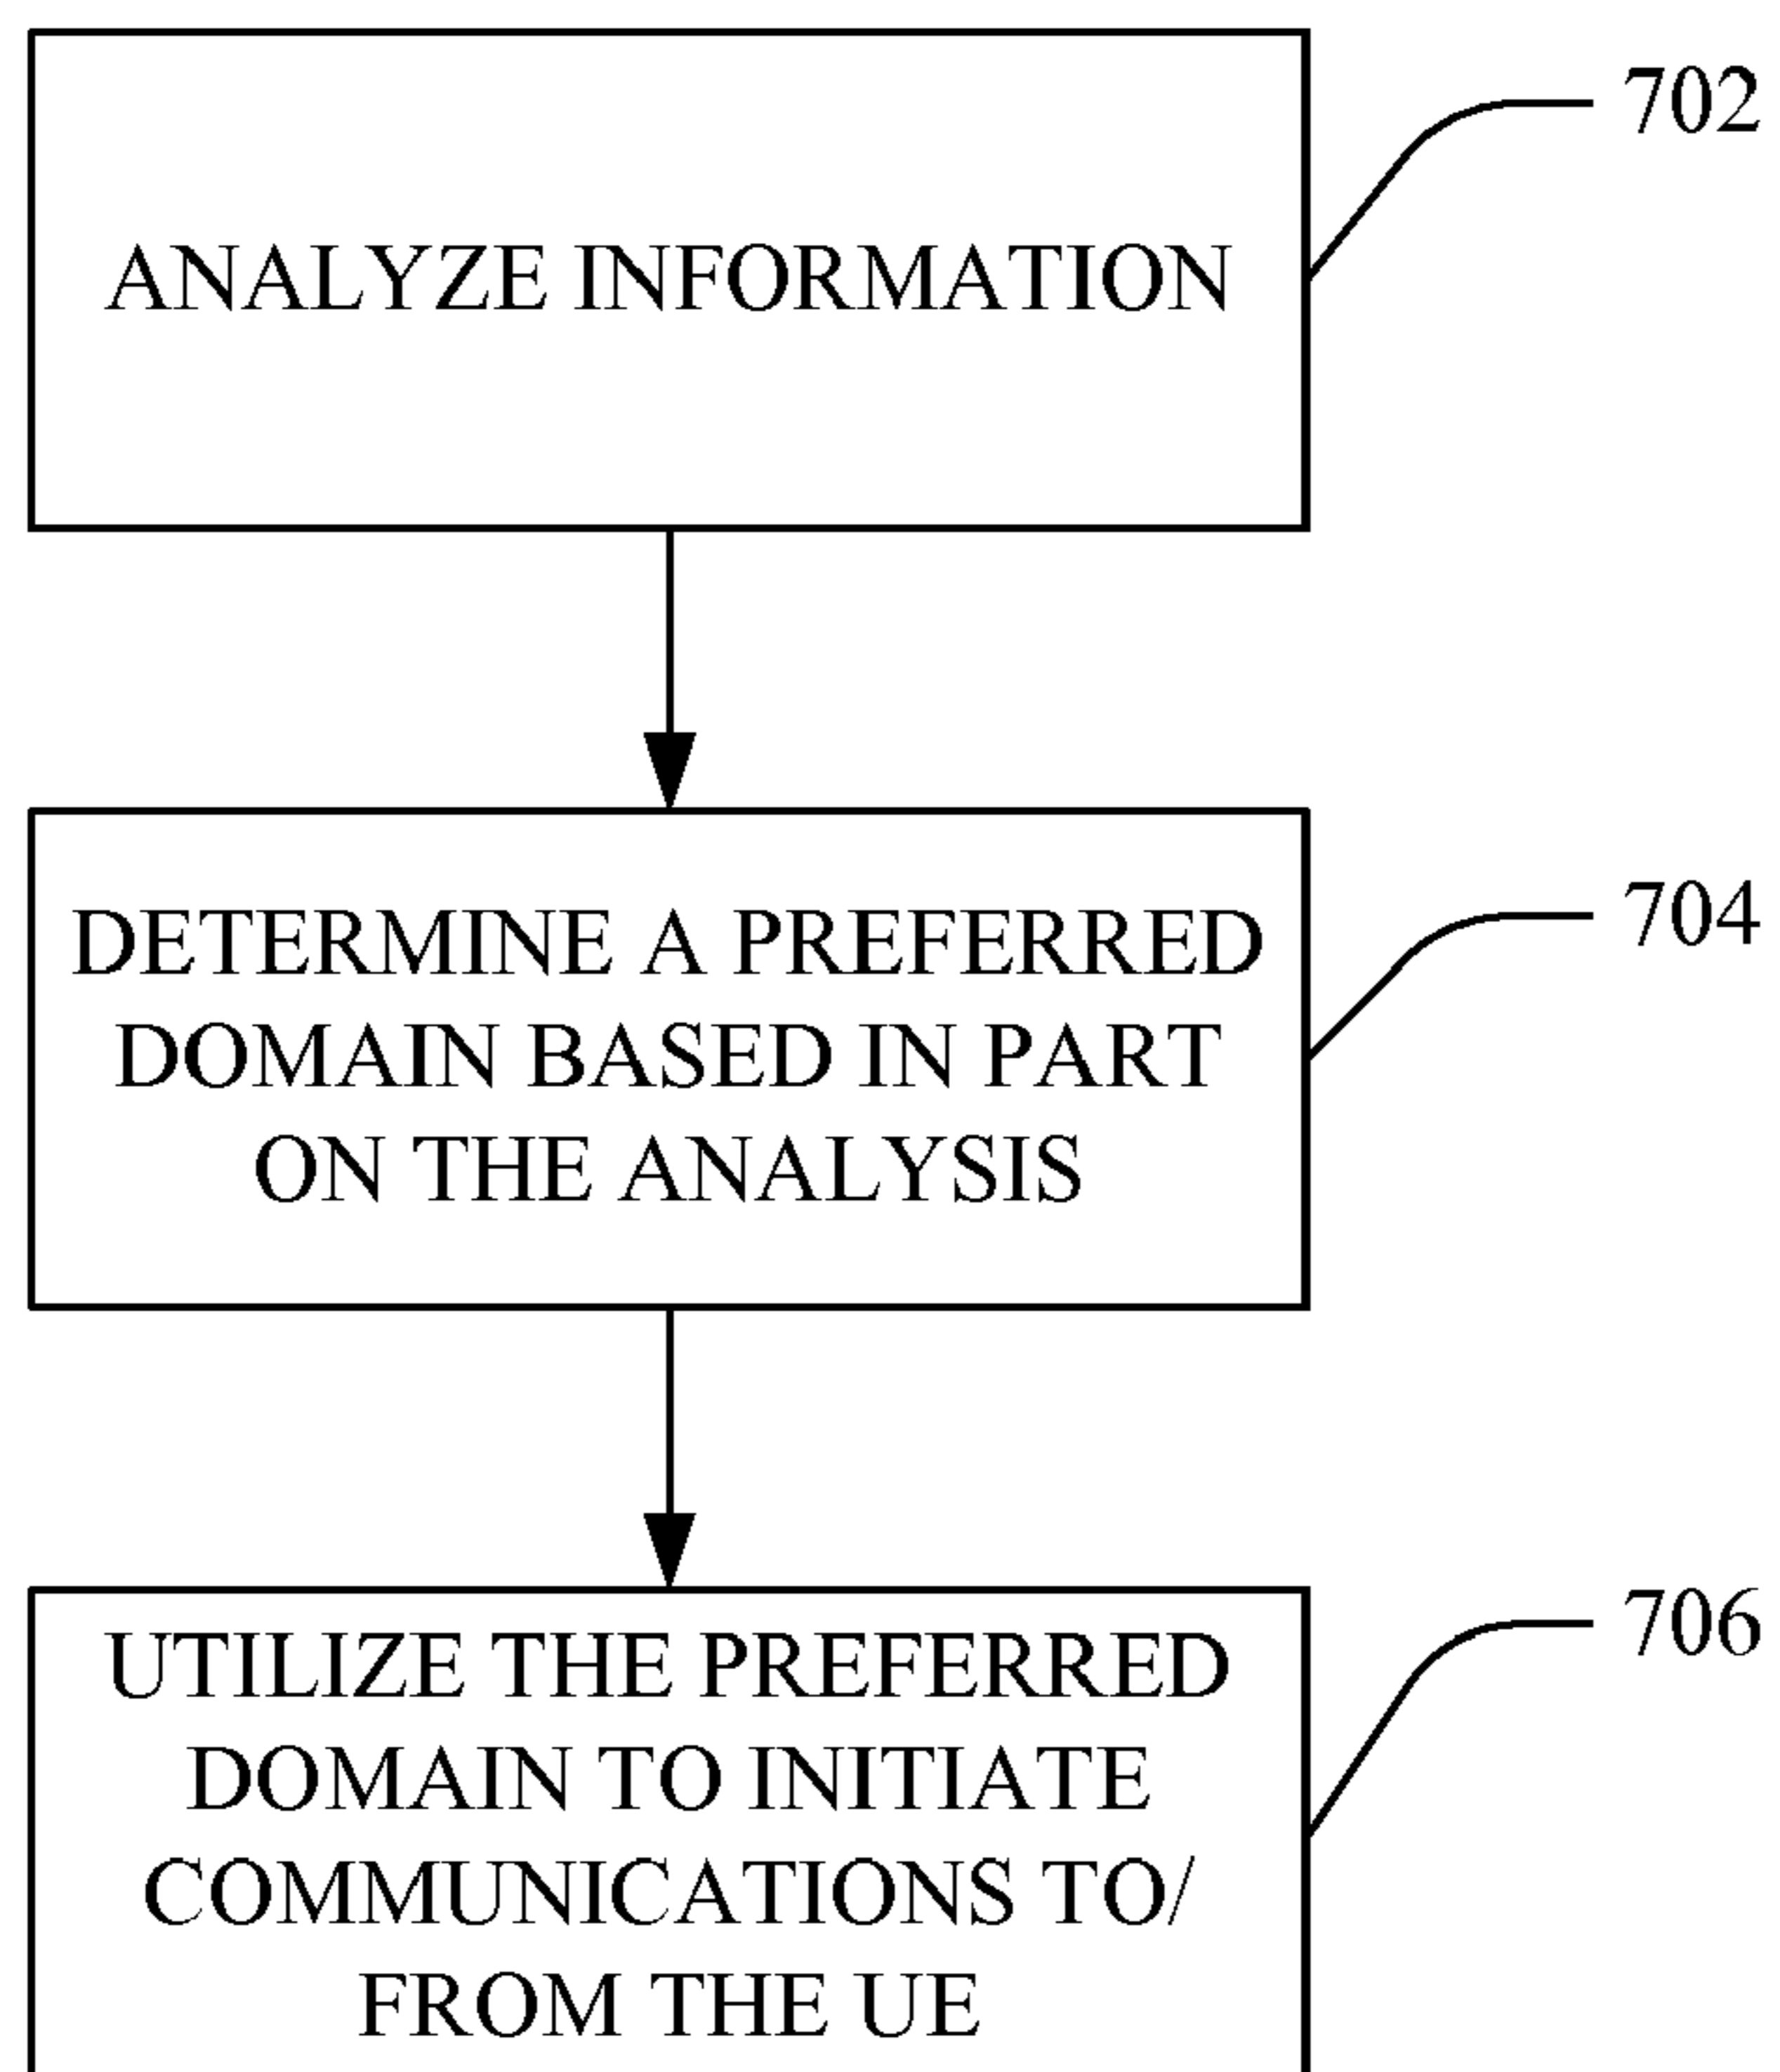 702
ANALYZE INFORMATION
704
DETERMINE A PREFERRED
DOMAIN BASED IN PART
ON THE ANALYSIS
706
UTILIZE THE PREFERRED
DOMAIN TO INITIATE
COMMUNICATIONS TO/
FROM THE UE